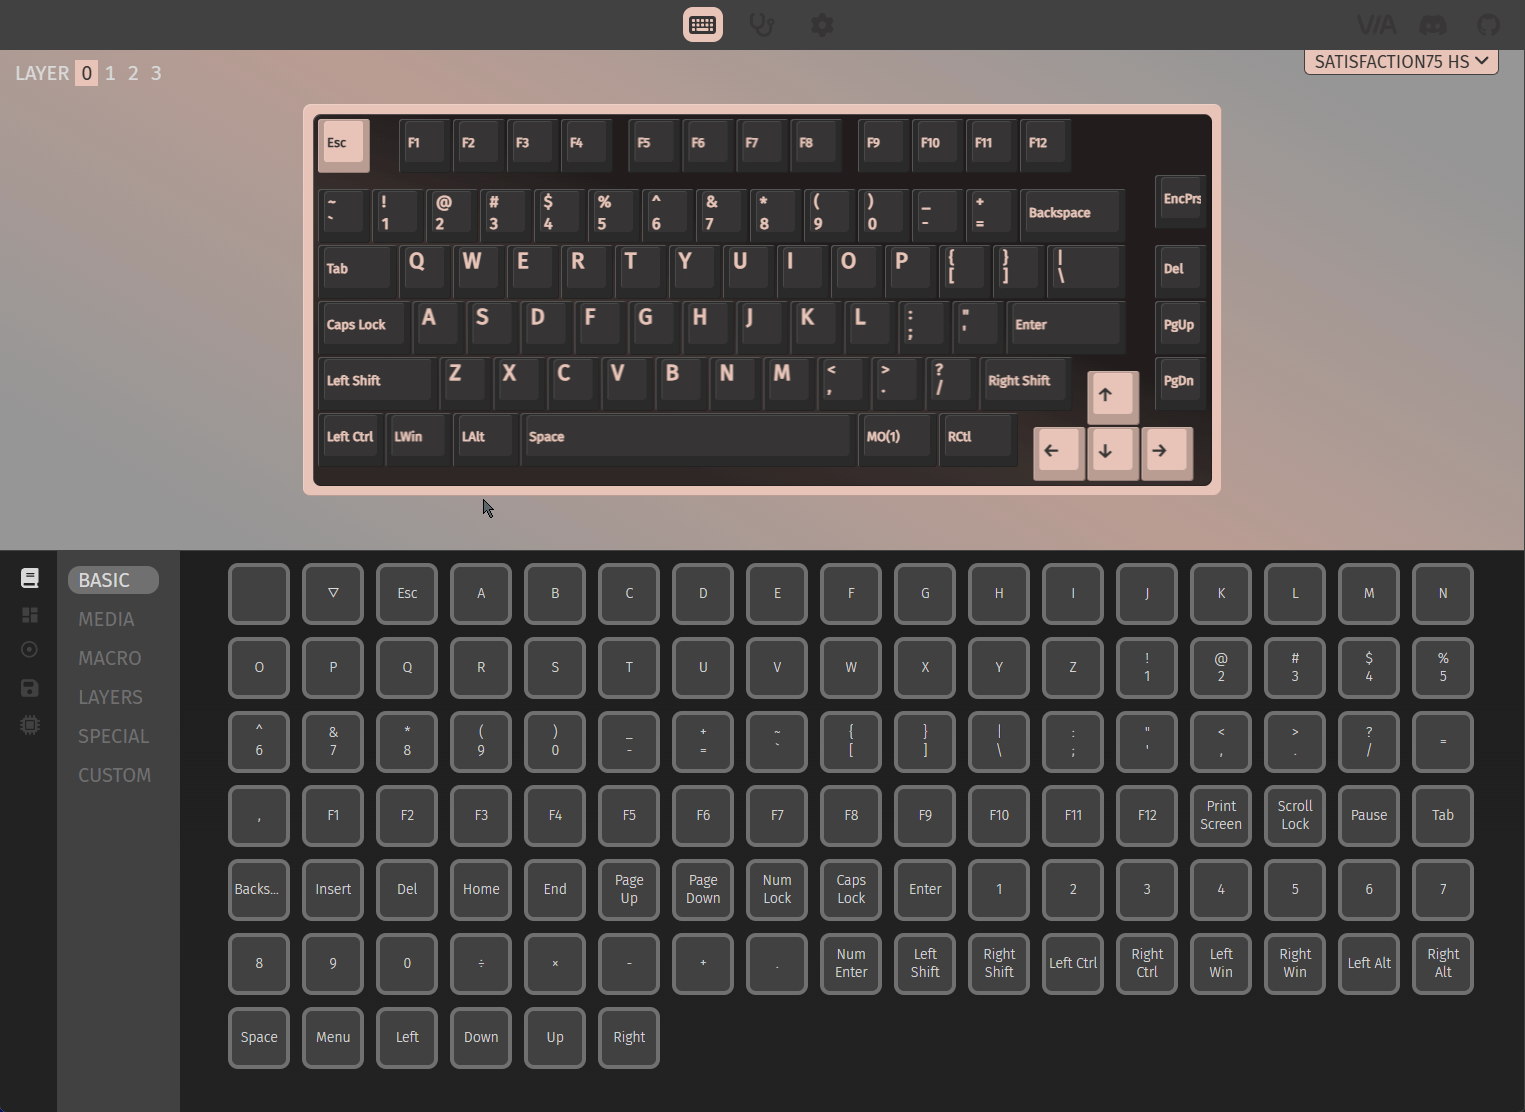 VIA
LAYER 0 1 2 3
SATISFACTION75 HS
Esc F1 F2 F3 F4 F5 F6 F7 F8 F9 F10 F11 F12
~ ! @ # $ % ^ & * ( ) _ +
` 1 2 3 4 5 6 7 8 9 0 - = Backspace EncPrs
Tab Q W E R T Y U I O P { } | Del
[ ] \
Caps Lock A S D F G H J K L : " Enter PgUp
; '
Left Shift Z X C V B N M < > ? Right Shift ↑ PgDn
, . /
Left Ctrl LWin LAlt Space MO(1) RCtl ← ↓ →
BASIC
MEDIA
MACRO
LAYERS
SPECIAL
CUSTOM
▽ Esc A B C D E F G H I J K L M N
O P Q R S T U V W X Y Z ! @ # $ %
1 2 3 4 5
^ & * ( ) _ + ~ { } | : " < > ? =
6 7 8 9 0 - = ` [ ] \ ; ' , . /
, F1 F2 F3 F4 F5 F6 F7 F8 F9 F10 F11 F12 Print Scroll Pause Tab
Screen Lock
Backs... Insert Del Home End Page Page Num Caps Enter 1 2 3 4 5 6 7
Up Down Lock Lock
8 9 0 ÷ × - + . Num Left Right Left Ctrl Right Left Right Left Alt Right
Enter Shift Shift Ctrl Win Win Alt
Space Menu Left Down Up Right